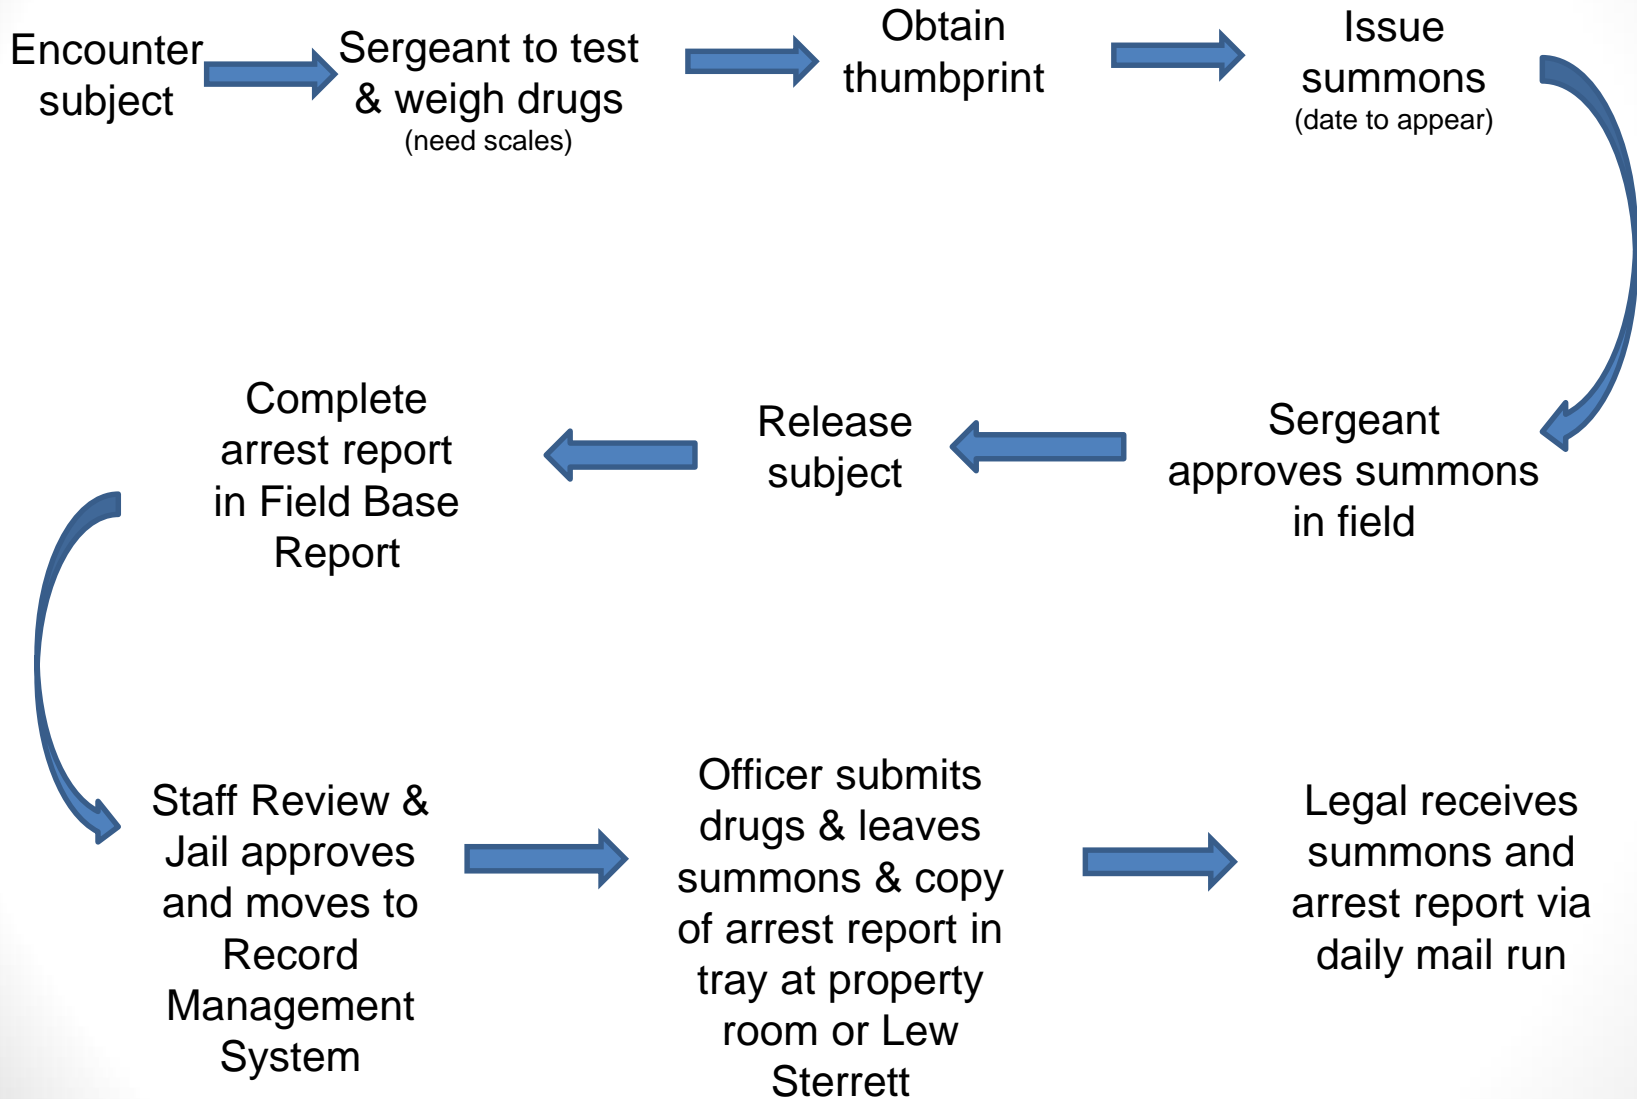 Encounter
subject
Sergeant to test
& weigh drugs
(need scales)
Obtain
thumbprint
Issue
summons
(date to appear)
Sergeant
approves summons
in field
Release
subject
Complete
arrest report
in Field Base
Report
Staff Review &
Jail approves
and moves to
Record
Management
System
Officer submits
drugs & leaves
summons & copy
of arrest report in
tray at property
room or Lew
Sterrett
Legal receives
summons and
arrest report via
daily mail run